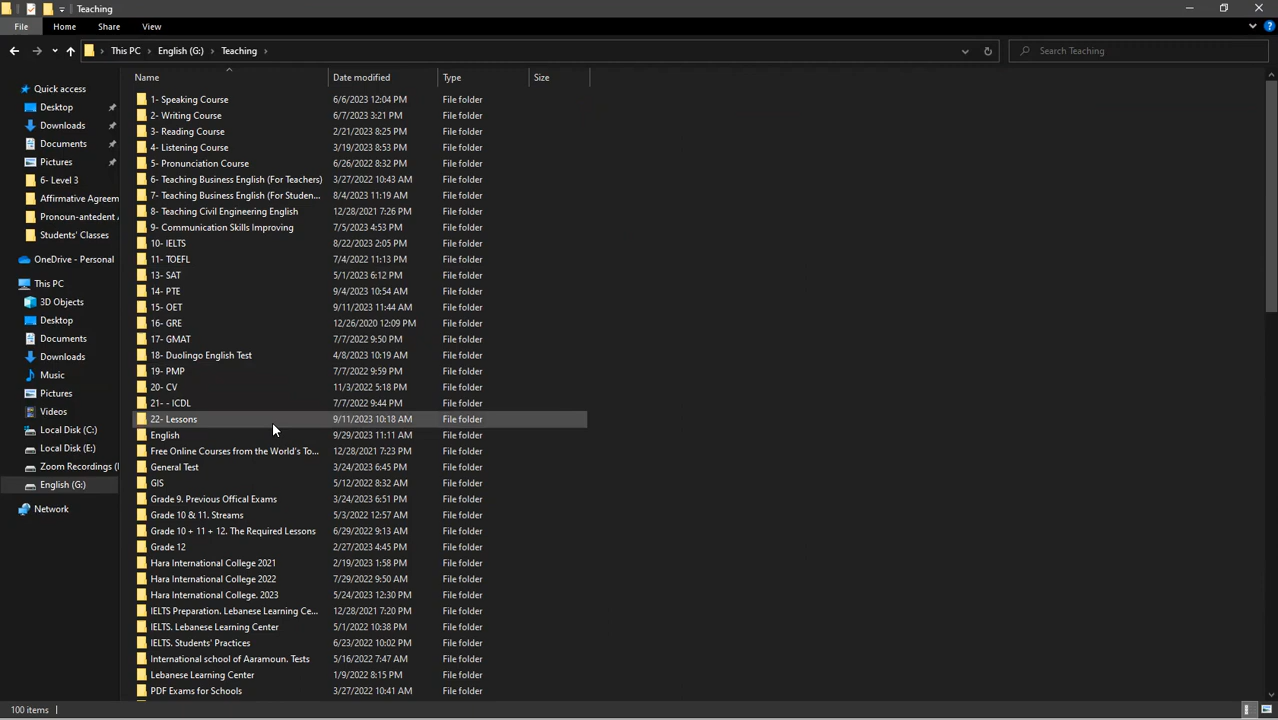 Teaching
File Home Share View
This PC English (G:) Teaching Search Teaching
Name Date modified Type Size
Quick access
Desktop
Downloads
Documents
Pictures
6- Level 3
Affirmative Agreem
Pronoun-antedent
Students' Classes
OneDrive - Personal
This PC
3D Objects
Desktop
Documents
Downloads
Music
Pictures
Videos
Local Disk (C:)
Local Disk (E:)
Zoom Recordings (
English (G:)
Network
1- Speaking Course 6/6/2023 12:04 PM File folder
2- Writing Course 6/7/2023 3:21 PM File folder
3- Reading Course 2/21/2023 8:25 PM File folder
4- Listening Course 3/19/2023 8:53 PM File folder
5- Pronunciation Course 6/26/2022 8:32 PM File folder
6- Teaching Business English (For Teachers) 3/27/2022 10:43 AM File folder
7- Teaching Business English (For Studen... 8/4/2023 11:19 AM File folder
8- Teaching Civil Engineering English 12/28/2021 7:26 PM File folder
9- Communication Skills Improving 7/5/2023 4:53 PM File folder
10- IELTS 8/22/2023 2:05 PM File folder
11- TOEFL 7/4/2022 11:13 PM File folder
13- SAT 5/1/2023 6:12 PM File folder
14- PTE 9/4/2023 10:54 AM File folder
15- OET 9/11/2023 11:44 AM File folder
16- GRE 12/26/2020 12:09 PM File folder
17- GMAT 7/7/2022 9:50 PM File folder
18- Duolingo English Test 4/8/2023 10:19 AM File folder
19- PMP 7/7/2022 9:59 PM File folder
20- CV 11/3/2022 5:18 PM File folder
21- - ICDL 7/7/2022 9:44 PM File folder
22- Lessons 9/11/2023 10:18 AM File folder
English 9/29/2023 11:11 AM File folder
Free Online Courses from the World's To... 12/28/2021 7:23 PM File folder
General Test 3/24/2023 6:45 PM File folder
GIS 5/12/2022 8:32 AM File folder
Grade 9. Previous Offical Exams 3/24/2023 6:51 PM File folder
Grade 10 & 11. Streams 5/3/2022 12:57 AM File folder
Grade 10 + 11 + 12. The Required Lessons 6/29/2022 9:13 AM File folder
Grade 12 2/27/2023 4:45 PM File folder
Hara International College 2021 2/19/2023 1:58 PM File folder
Hara International College 2022 7/29/2022 9:50 AM File folder
Hara International College. 2023 5/24/2023 12:30 PM File folder
IELTS Preparation. Lebanese Learning Ce... 12/28/2021 7:20 PM File folder
IELTS. Lebanese Learning Center 5/1/2022 10:38 PM File folder
IELTS. Students' Practices 6/23/2022 10:02 PM File folder
International school of Aaramoun. Tests 5/16/2022 7:47 AM File folder
Lebanese Learning Center 1/9/2022 8:15 PM File folder
PDF Exams for Schools 3/27/2022 10:41 AM File folder
100 items